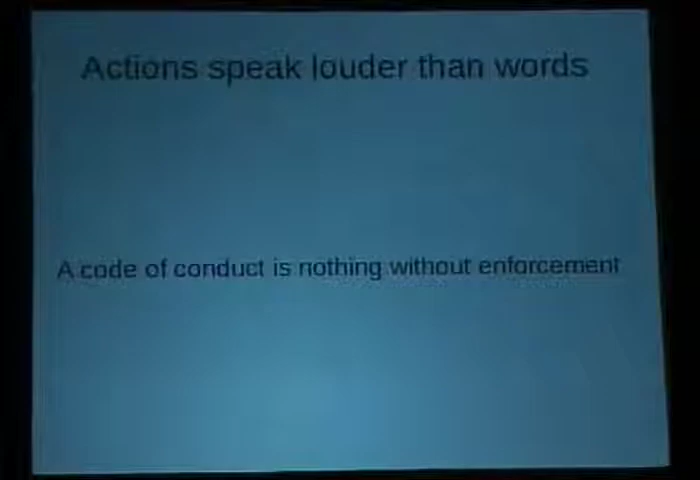 Actions speak louder than words
A code of conduct is nothing without enforcement